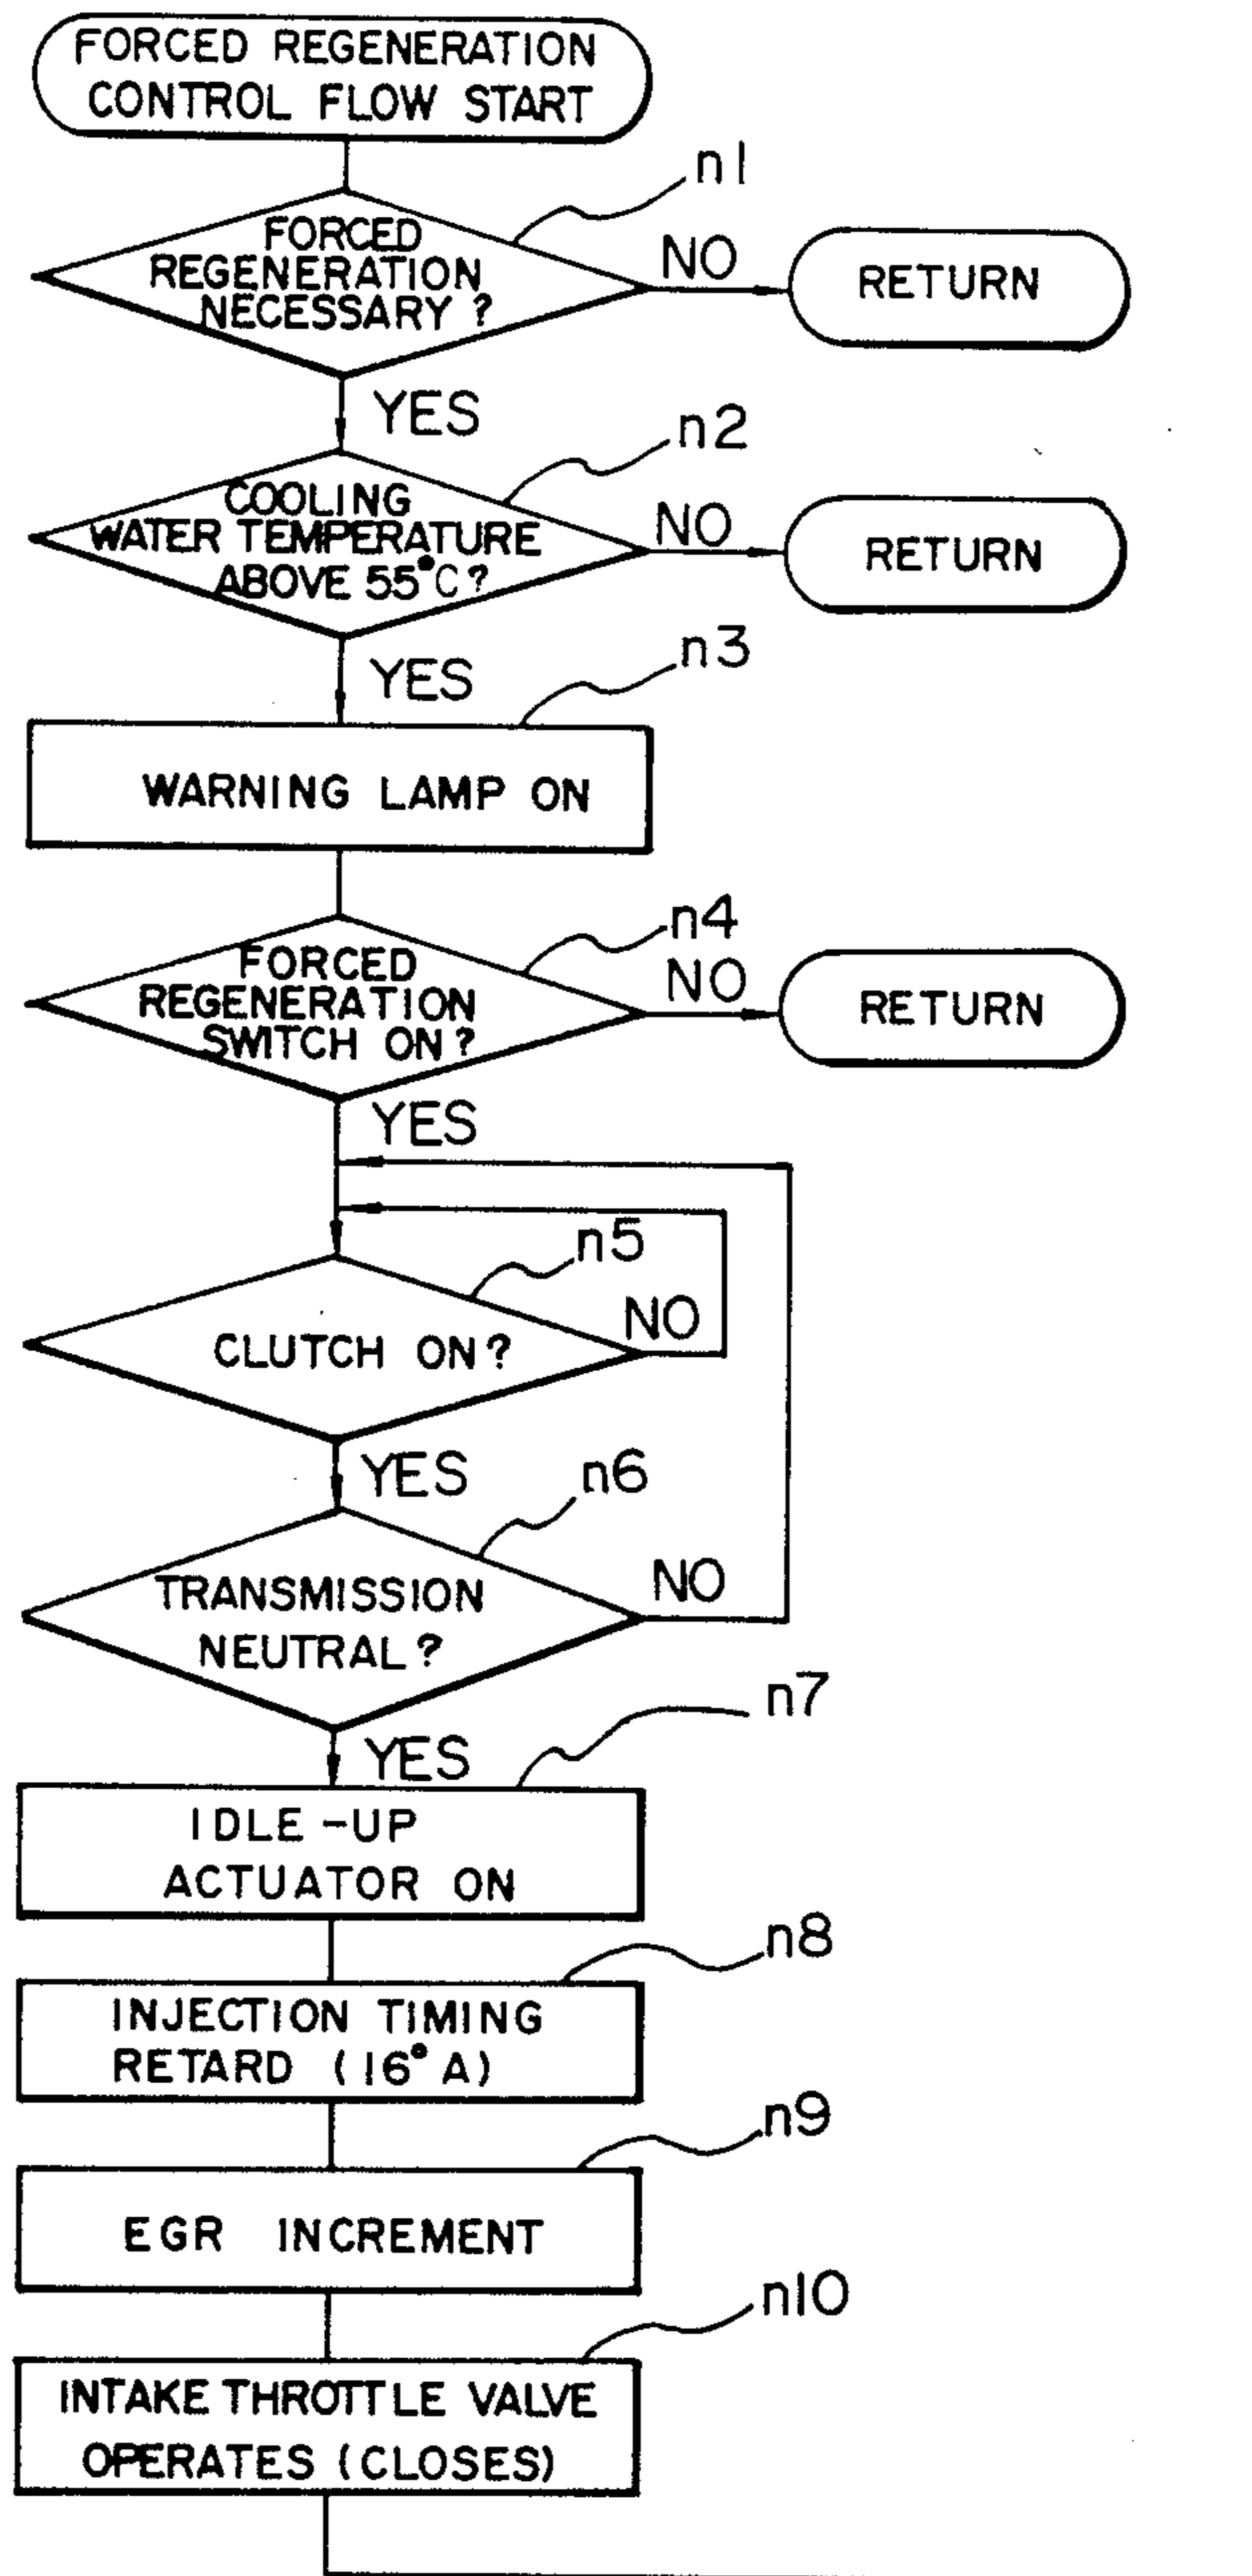 FORCED REGENERATION
CONTROL FLOW START
n1
FORCED
REGENERATION
NECESSARY ?
NO
RETURN
YES
n2
COOLING
WATER TEMPERATURE
ABOVE 55°C?
NO
RETURN
YES
n3
WARNING LAMP ON
n4
FORCED
REGENERATION
SWITCH ON?
NO
RETURN
YES
n5
CLUTCH ON?
NO
YES
n6
TRANSMISSION
NEUTRAL?
NO
YES
n7
IDLE-UP
ACTUATOR ON
n8
INJECTION TIMING
RETARD (16° A)
n9
EGR INCREMENT
n10
INTAKE THROTTLE VALVE
OPERATES (CLOSES)